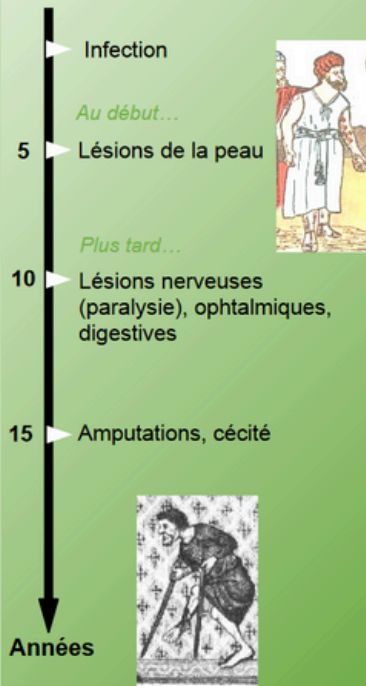 Infection
Au début…
5 Lésions de la peau
Plus tard…
10 Lésions nerveuses
(paralysie), ophtalmiques,
digestives
15 Amputations, cécité
Années